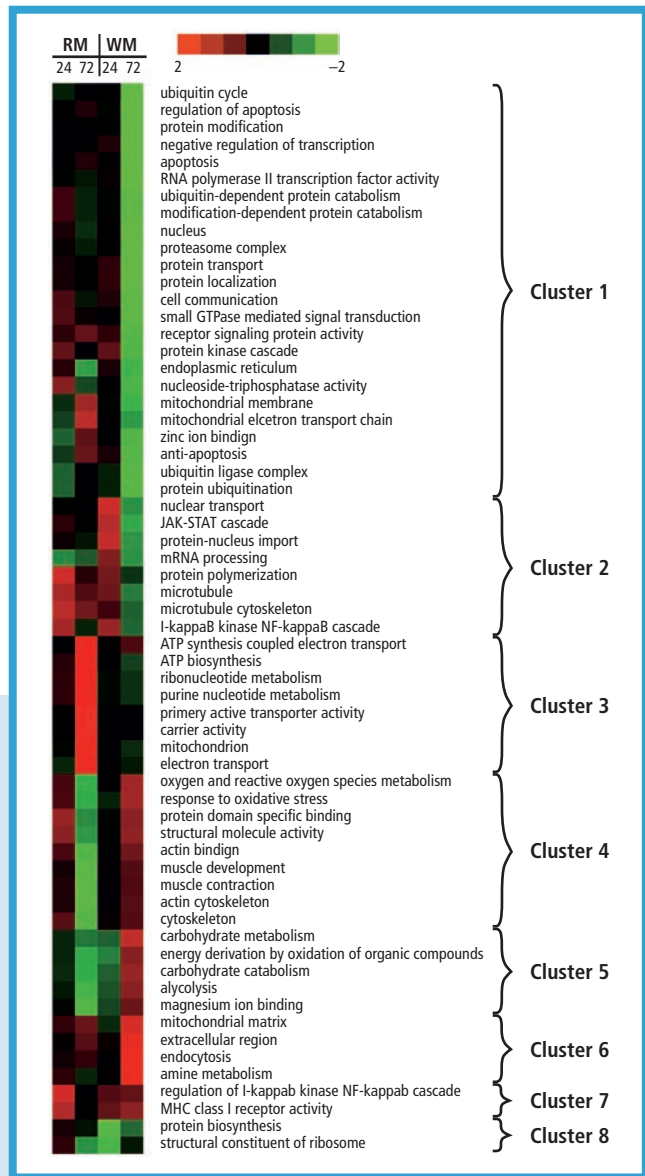 RM WM
24 72 24 72
2 –2
ubiquitin cycle
regulation of apoptosis
protein modification
negative regulation of transcription
apoptosis
RNA polymerase II transcription factor activity
ubiquitin-dependent protein catabolism
modification-dependent protein catabolism
nucleus
proteasome complex
protein transport
protein localization
cell communication
small GTPase mediated signal transduction
receptor signaling protein activity
protein kinase cascade
endoplasmic reticulum
nucleoside-triphosphatase activity
mitochondrial membrane
mitochondrial elcetron transport chain
zinc ion bindign
anti-apoptosis
ubiquitin ligase complex
protein ubiquitination
Cluster 1
nuclear transport
JAK-STAT cascade
protein-nucleus import
mRNA processing
protein polymerization
microtubule
microtubule cytoskeleton
I-kappaB kinase NF-kappaB cascade
Cluster 2
ATP synthesis coupled electron transport
ATP biosynthesis
ribonucleotide metabolism
purine nucleotide metabolism
primery active transporter activity
carrier activity
mitochondrion
electron transport
Cluster 3
oxygen and reactive oxygen species metabolism
response to oxidative stress
protein domain specific binding
structural molecule activity
actin bindign
muscle development
muscle contraction
actin cytoskeleton
cytoskeleton
Cluster 4
carbohydrate metabolism
energy derivation by oxidation of organic compounds
carbohydrate catabolism
alycolysis
magnesium ion binding
Cluster 5
mitochondrial matrix
extracellular region
endocytosis
amine metabolism
Cluster 6
regulation of I-kappab kinase NF-kappab cascade
MHC class I receptor activity
Cluster 7
protein biosynthesis
structural constituent of ribosome
Cluster 8